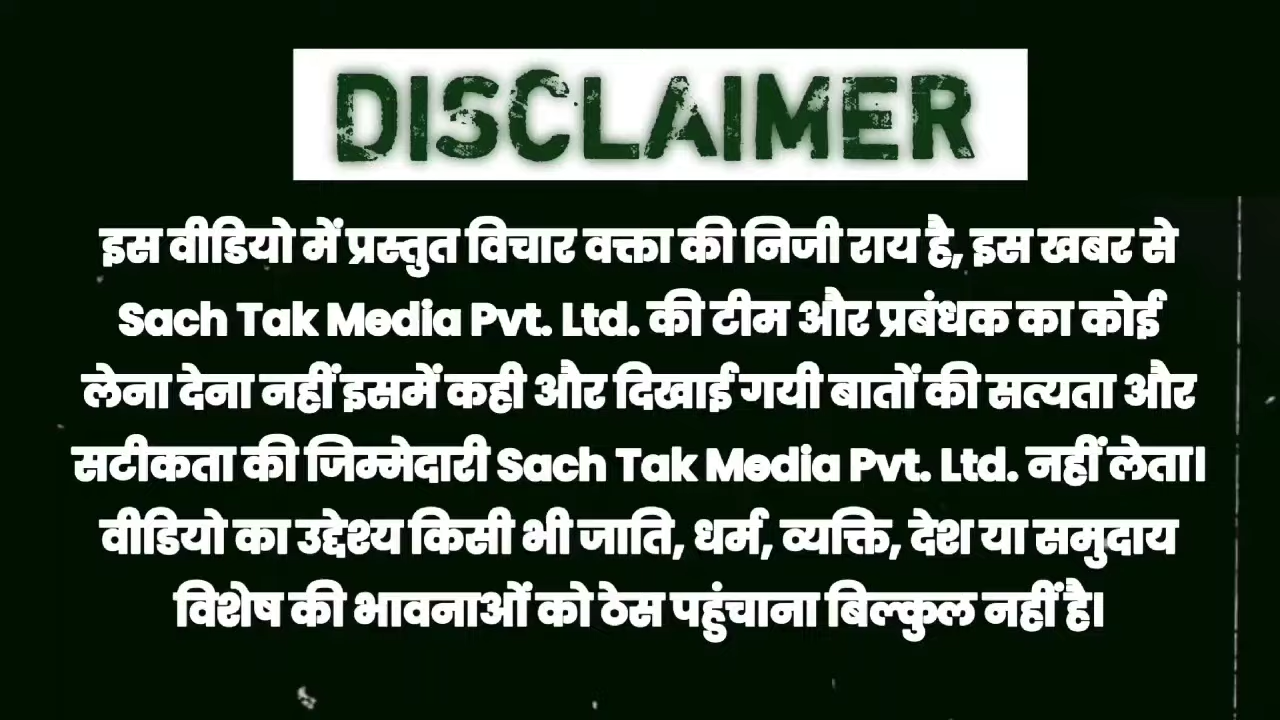 DISCLAIMER
इस वीडियो में प्रस्तुत विचार वक्ता की निजी राय है, इस खबर से
Sach Tak Media Pvt. Ltd. की टीम और प्रबंधक का कोई
लेना देना नहीं इसमें कही और दिखाई गयी बातों की सत्यता और
सटीकता की जिम्मेदारी Sach Tak Media Pvt. Ltd. नहीं लेता।
वीडियो का उद्देश्य किसी भी जाति, धर्म, व्यक्ति, देश या समुदाय
विशेष की भावनाओं को ठेस पहुंचाना बिल्कुल नहीं है।